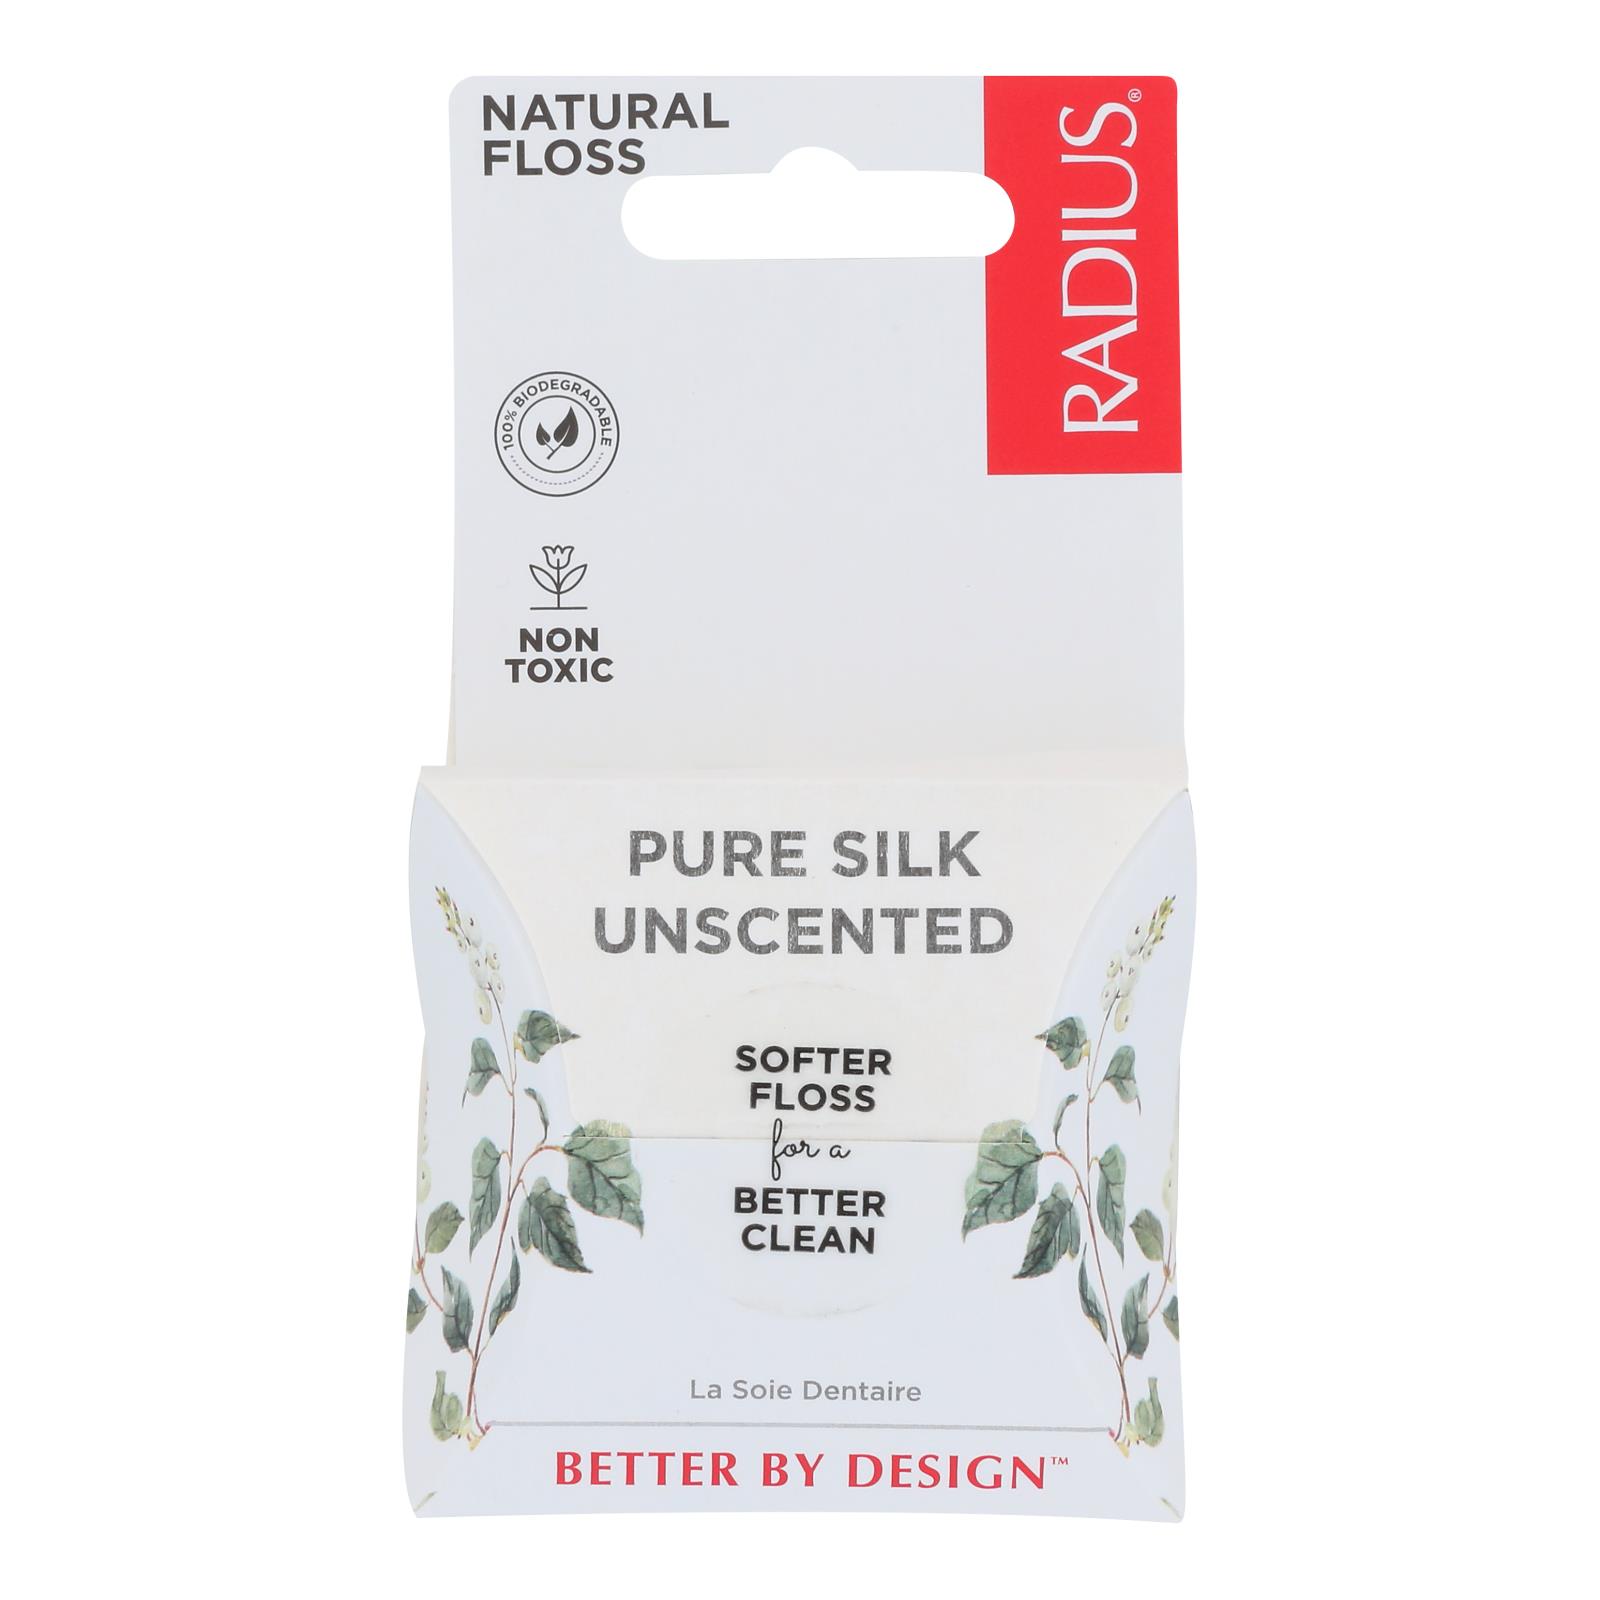 NATURAL
FLOSS
RADIUS®
100% BIODEGRADABLE
NON
TOXIC
PURE SILK
UNSCENTED
SOFTER
FLOSS
for a
BETTER
CLEAN
La Soie Dentaire
BETTER BY DESIGN™